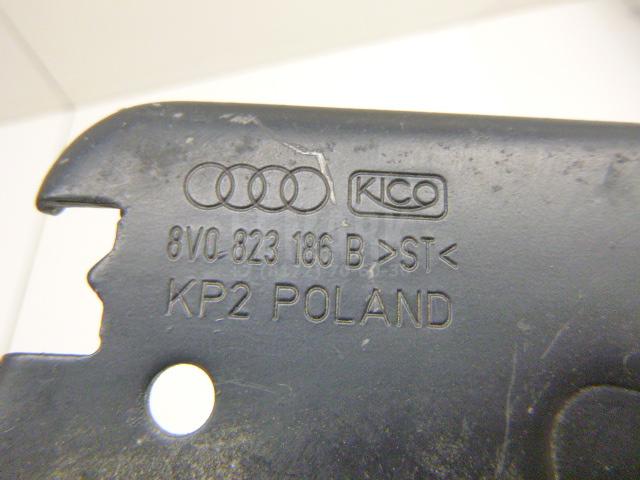 KICO
8V0 823 186 B >ST<
KP2 POLAND